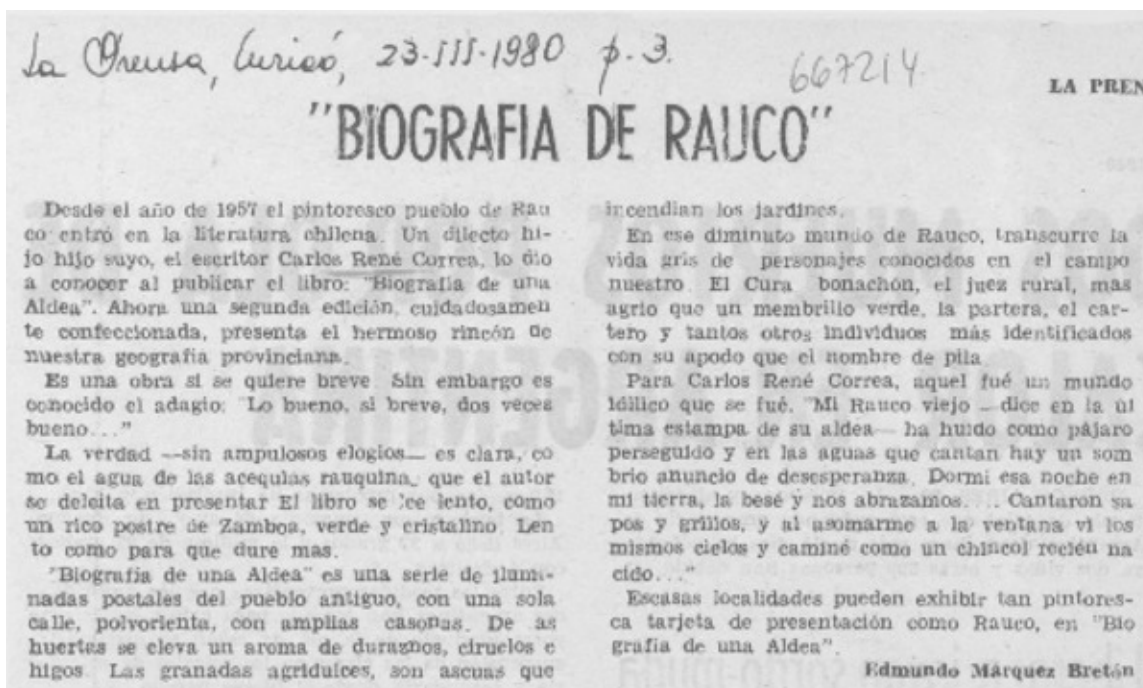 La Prensa, Curicó, 23-III-1980 p. 3.
667214
LA PREN
"BIOGRAFIA DE RAUCO"
Desde el año de 1957 el pintoresco pueblo de Rau
co entró en la literatura chilena. Un dilecto hi-
jo hijo suyo, el escritor Carlos René Correa, lo dio
a conocer al publicar el libro: "Biografía de una
Aldea". Ahora una segunda edición, cuidadosamen
te confeccionada, presenta el hermoso rincón de
nuestra geografía provinciana.
Es una obra si se quiere breve. Sin embargo es
conocido el adagio: "Lo bueno, si breve, dos veces
bueno..."
La verdad —sin ampulosos elogios— es clara, co
mo el agua de las acequias rauquina, que el autor
se deleita en presentar El libro se lee lento, como
un rico postre de Zamboa, verde y cristalino. Len
to como para que dure mas.
"Biografía de una Aldea" es una serie de ilumi-
nadas postales del pueblo antiguo, con una sola
calle, polvorienta, con amplias casonas. De as
huertas se eleva un aroma de duraznos, ciruelos e
higos. Las granadas agridulces, son ascuas que
incendian los jardines.
En ese diminuto mundo de Rauco, transcurre la
vida gris de personajes conocidos en el campo
nuestro. El Cura bonachón, el juez rural, mas
agrio que un membrillo verde, la partera, el car-
tero y tantos otros individuos más identificados
con su apodo que el nombre de pila
Para Carlos René Correa, aquel fué un mundo
idílico que se fué. "Mi Rauco viejo —dice en la úl
tima estampa de su aldea— ha huido como pájaro
perseguido y en las aguas que cantan hay un som
brio anuncio de desesperanza. Dormi esa noche en
mi tierra, la besé y nos abrazamos.... Cantaron sa
pos y grillos, y al asomarme a la ventana vi los
mismos cielos y caminé como un chincol recién na
cido..."
Escasas localidades pueden exhibir tan pintores-
ca tarjeta de presentación como Rauco, en "Bio
grafía de una Aldea".
Edmundo Márquez Bretón